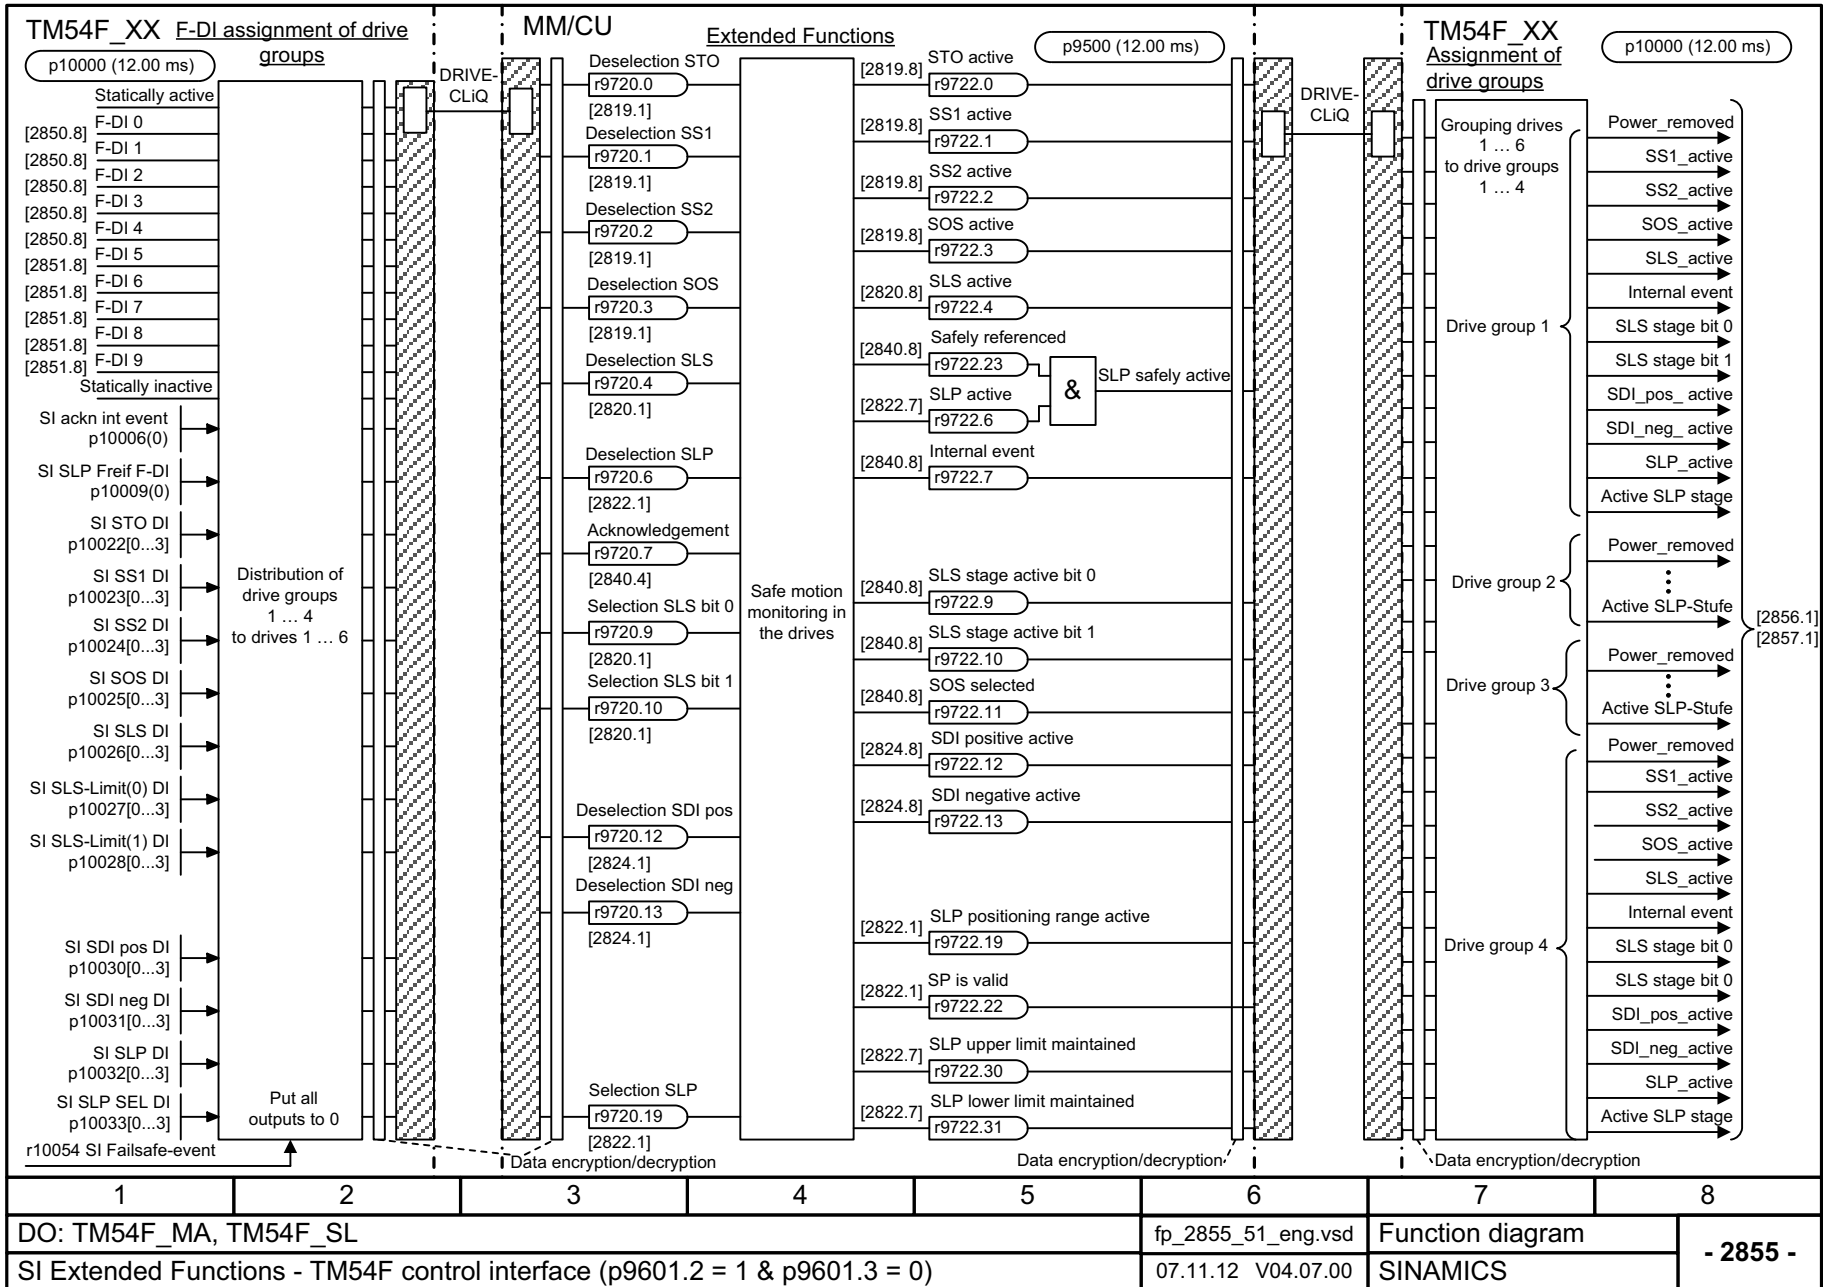 TM54F_XX
F-DI assignment of drive
groups
p10000 (12.00 ms)
Statically active
F-DI 0
[2850.8]
F-DI 1
[2850.8]
F-DI 2
[2850.8]
F-DI 3
[2850.8]
F-DI 4
[2850.8]
F-DI 5
[2851.8]
F-DI 6
[2851.8]
F-DI 7
[2851.8]
F-DI 8
[2851.8]
F-DI 9
[2851.8]
Statically inactive
SI ackn int event
p10006(0)
SI SLP Freif F-DI
p10009(0)
SI STO DI
p10022[0...3]
SI SS1 DI
p10023[0...3]
SI SS2 DI
p10024[0...3]
SI SOS DI
p10025[0...3]
SI SLS DI
p10026[0...3]
SI SLS-Limit(0) DI
p10027[0...3]
SI SLS-Limit(1) DI
p10028[0...3]
SI SDI pos DI
p10030[0...3]
SI SDI neg DI
p10031[0...3]
SI SLP DI
p10032[0...3]
SI SLP SEL DI
p10033[0...3]
r10054 SI Failsafe-event
Distribution of
drive groups
1 … 4
to drives 1 … 6
Put all
outputs to 0
DRIVE-
CLiQ
MM/CU
Extended Functions
p9500 (12.00 ms)
Deselection STO
r9720.0
[2819.1]
Deselection SS1
r9720.1
[2819.1]
Deselection SS2
r9720.2
[2819.1]
Deselection SOS
r9720.3
[2819.1]
Deselection SLS
r9720.4
[2820.1]
Deselection SLP
r9720.6
[2822.1]
Acknowledgement
r9720.7
[2840.4]
Selection SLS bit 0
r9720.9
[2820.1]
Selection SLS bit 1
r9720.10
[2820.1]
Deselection SDI pos
r9720.12
[2824.1]
Deselection SDI neg
r9720.13
[2824.1]
Selection SLP
r9720.19
[2822.1]
Data encryption/decryption
Safe motion
monitoring in
the drives
STO active
[2819.8]
r9722.0
SS1 active
[2819.8]
r9722.1
SS2 active
[2819.8]
r9722.2
SOS active
[2819.8]
r9722.3
SLS active
[2820.8]
r9722.4
Safely referenced
[2840.8]
r9722.23
SLP active
[2822.7]
r9722.6
&
SLP safely active
Internal event
[2840.8]
r9722.7
SLS stage active bit 0
[2840.8]
r9722.9
SLS stage active bit 1
[2840.8]
r9722.10
SOS selected
[2840.8]
r9722.11
SDI positive active
[2824.8]
r9722.12
SDI negative active
[2824.8]
r9722.13
SLP positioning range active
[2822.1]
r9722.19
SP is valid
[2822.1]
r9722.22
SLP upper limit maintained
[2822.7]
r9722.30
SLP lower limit maintained
[2822.7]
r9722.31
Data encryption/decryption
DRIVE-
CLiQ
TM54F_XX
Assignment of
drive groups
p10000 (12.00 ms)
Grouping drives
1 … 6
to drive groups
1 … 4
Drive group 1
Power_removed
SS1_active
SS2_active
SOS_active
SLS_active
Internal event
SLS stage bit 0
SLS stage bit 1
SDI_pos_ active
SDI_neg_ active
SLP_active
Active SLP stage
Drive group 2
Power_removed
Active SLP-Stufe
Drive group 3
Power_removed
Active SLP-Stufe
Drive group 4
Power_removed
SS1_active
SS2_active
SOS_active
SLS_active
Internal event
SLS stage bit 0
SLS stage bit 0
SDI_pos_active
SDI_neg_active
SLP_active
Active SLP stage
[2856.1]
[2857.1]
Data encryption/decryption
1 2 3 4 5 6 7 8
DO: TM54F_MA, TM54F_SL
fp_2855_51_eng.vsd
Function diagram
- 2855 -
SI Extended Functions - TM54F control interface (p9601.2 = 1 & p9601.3 = 0)
07.11.12 V04.07.00
SINAMICS